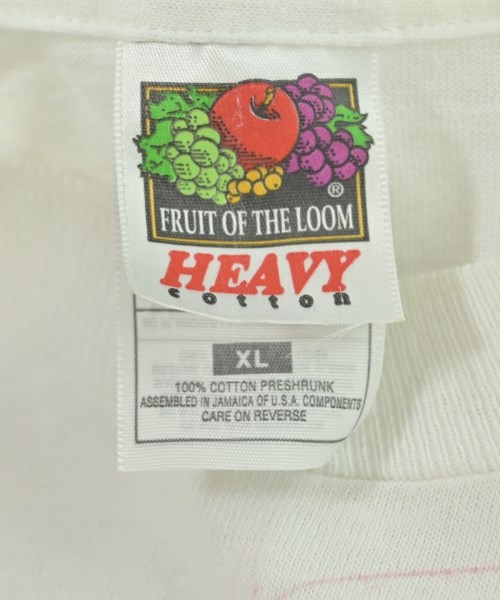 ®
FRUIT OF THE LOOM
HEAVY
cotton
XL
100% COTTON PRESHRUNK
ASSEMBLED IN JAMAICA OF U.S.A. COMPONENTS
CARE ON REVERSE